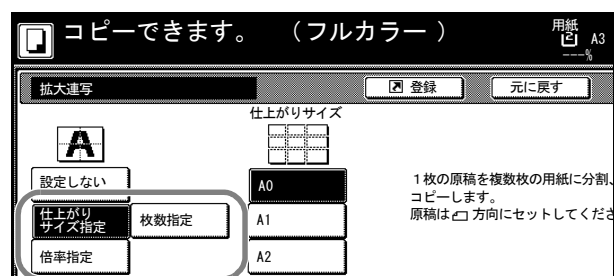 コピーできます。 （フルカラー ）
用紙
2 A3
---%
拡大連写
登録
元に戻す
仕上がりサイズ
A
設定しない
A0
1枚の原稿を複数枚の用紙に分割、
コピーします。
原稿は 方向にセットしてくださ
仕上がり
サイズ指定
枚数指定
A1
倍率指定
A2